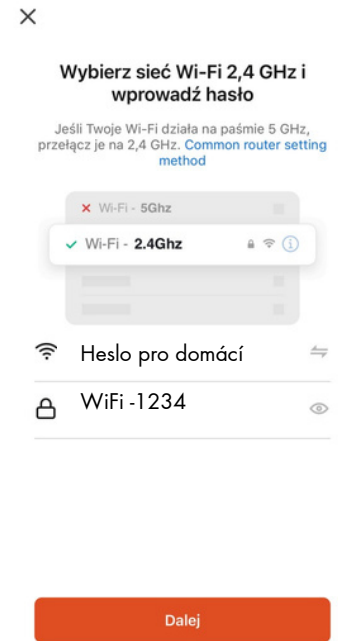 Wybierz sieć Wi-Fi 2,4 GHz i
wprowadź hasło
Jeśli Twoje Wi-Fi działa na paśmie 5 GHz,
przełącz je na 2,4 GHz. Common router setting
method
Wi-Fi - 5Ghz
Wi-Fi - 2.4Ghz
Heslo pro domácí
WiFi -1234
Dalej